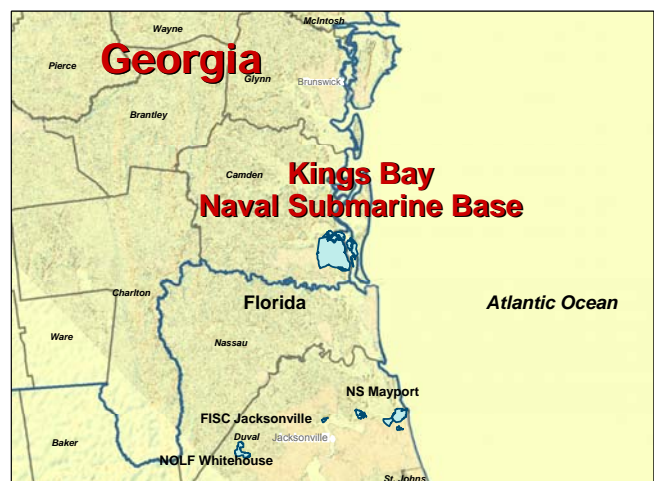 McIntosh
Wayne
Georgia
Pierce
Glynn
Brunswick
Brantley
Camden
Kings Bay
Naval Submarine Base
Charlton
Florida
Atlantic Ocean
Ware
Nassau
NS Mayport
FISC Jacksonville
Duval
Jacksonville
Baker
NOLF Whitehouse
St. Johns